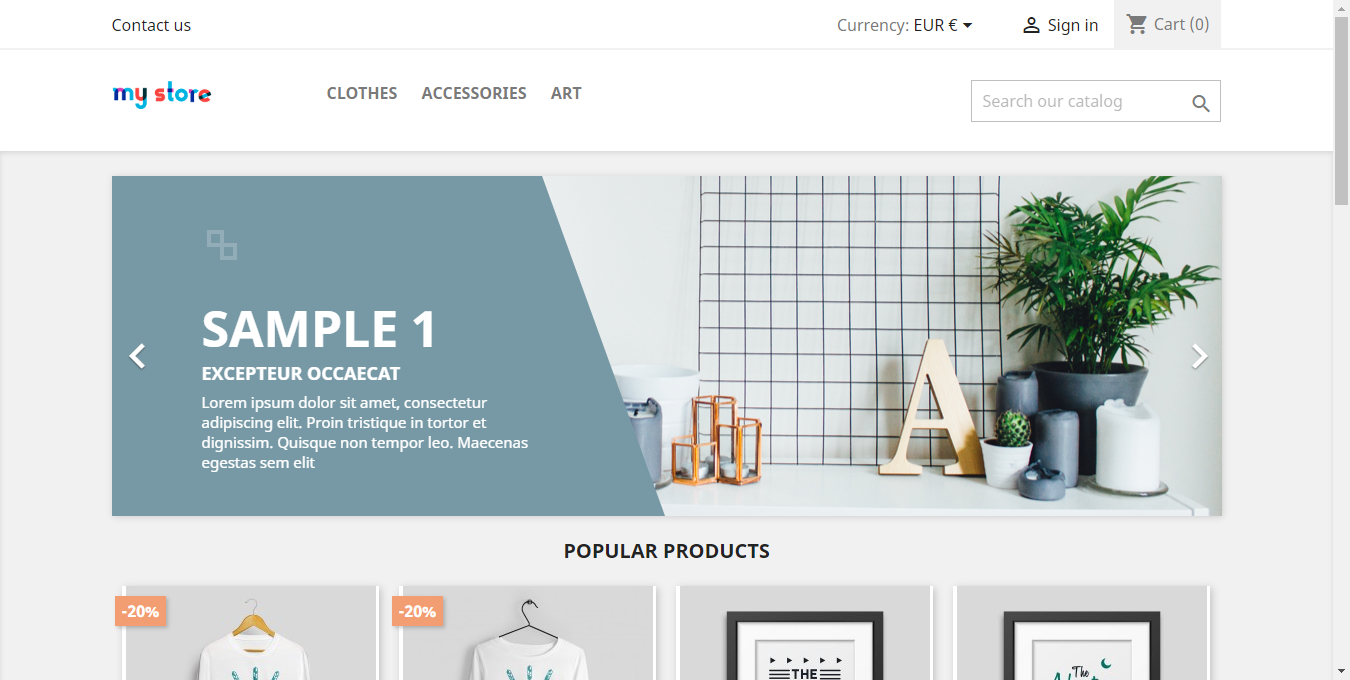 Contact us
Currency: EUR €
Sign in
Cart (0)
my store
CLOTHES
ACCESSORIES
ART
Search our catalog
SAMPLE 1
EXCEPTEUR OCCAECAT
Lorem ipsum dolor sit amet, consectetur
adipiscing elit. Proin tristique in tortor et
dignissim. Quisque non tempor leo. Maecenas
egestas sem elit
A
POPULAR PRODUCTS
-20%
-20%
THE
The